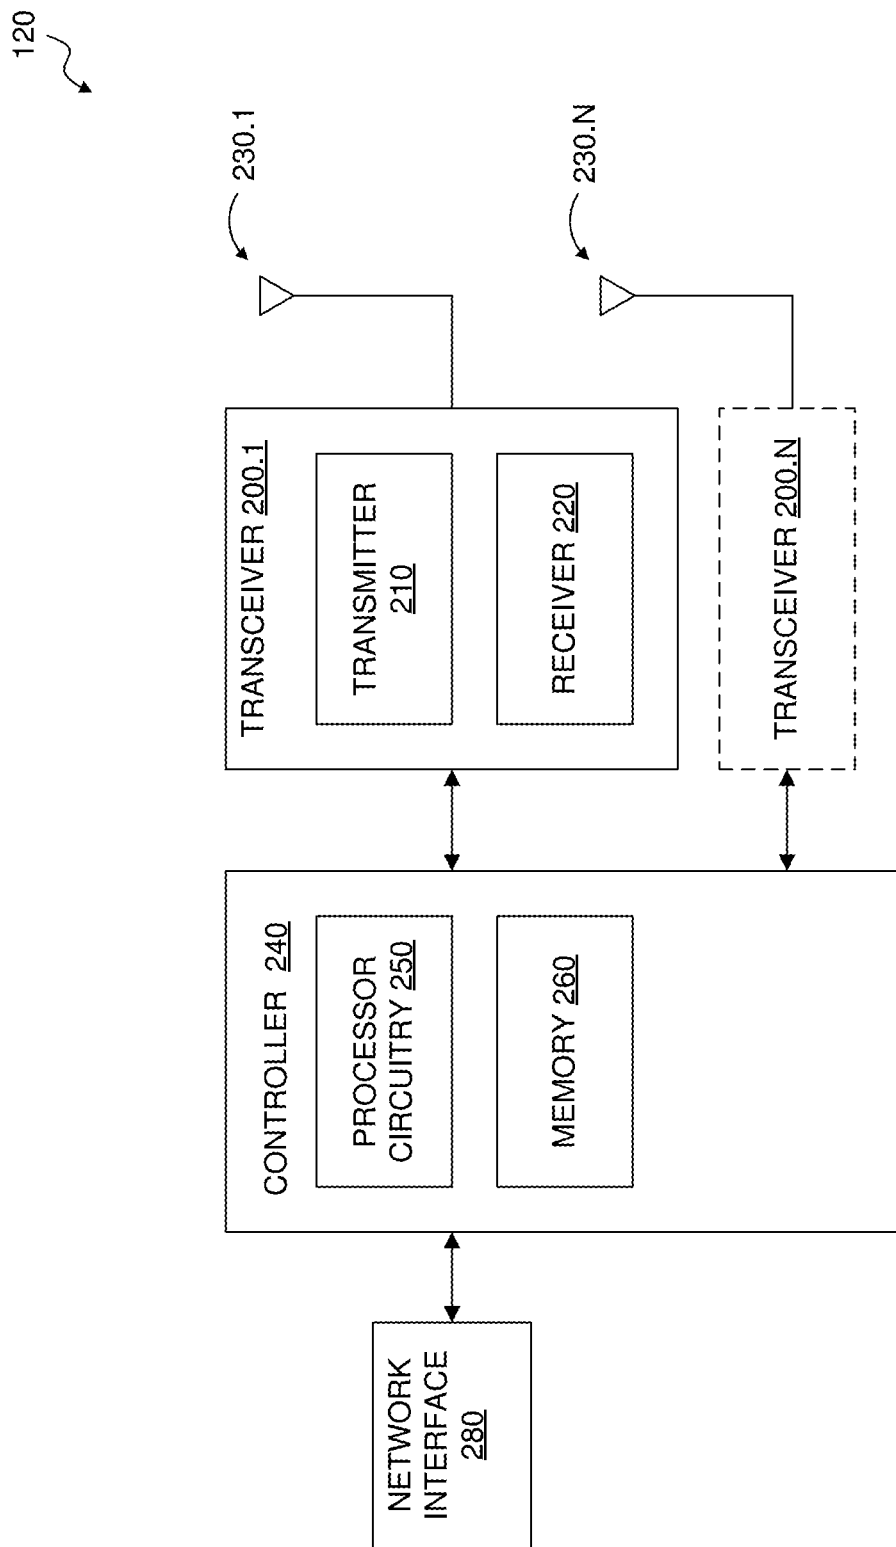 120
230.1
230.N
TRANSCEIVER 200.1
TRANSMITTER
210
RECEIVER 220
TRANSCEIVER 200.N
CONTROLLER 240
PROCESSOR
CIRCUITRY 250
MEMORY 260
NETWORK
INTERFACE
280